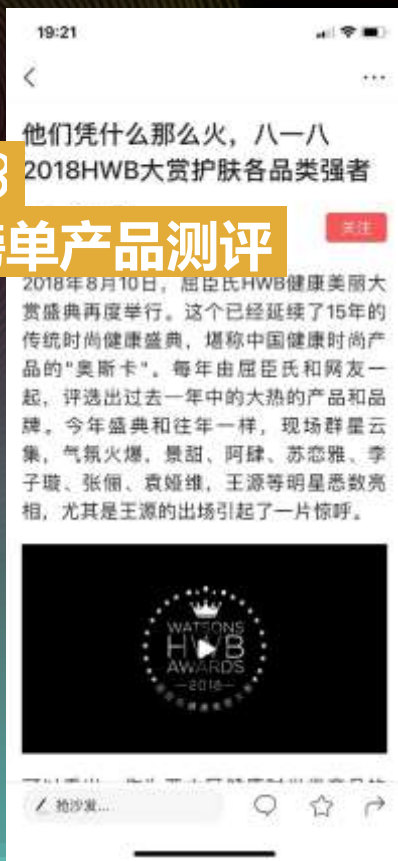 19:21
他们凭什么那么火，八一八
2018HWB大赏护肤各品类强者
单产品测评
关注
2018年8月10日，屈臣氏HWB健康美丽大
赏盛典再度举行。这个已经延续了15年的
传统时尚健康盛典，堪称中国健康时尚产
品的"奥斯卡"。每年由屈臣氏和网友一
起，评选出过去一年中的大热的产品和品
牌。今年盛典和往年一样，现场群星云
集，气氛火爆，景甜、阿肆、苏恋雅、李
子璇、张俪、袁娅维，王源等明星悉数亮
相，尤其是王源的出场引起了一片惊呼。
WATSONS
HWB
AWARDS
2018
抢沙发...